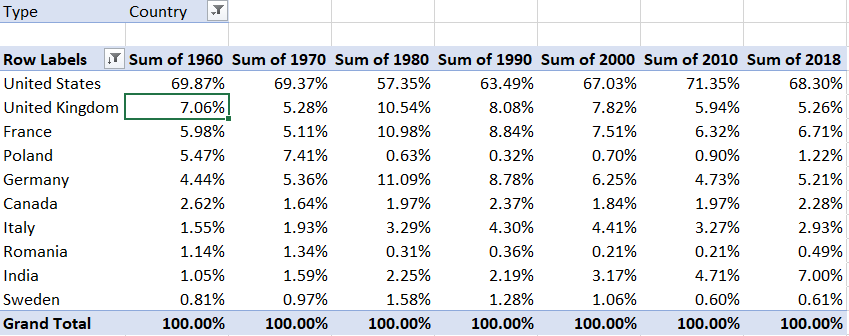 Type Country
Row Labels Sum of 1960 Sum of 1970 Sum of 1980 Sum of 1990 Sum of 2000 Sum of 2010 Sum of 2018
United States 69.87% 69.37% 57.35% 63.49% 67.03% 71.35% 68.30%
United Kingdom 7.06% 5.28% 10.54% 8.08% 7.82% 5.94% 5.26%
France 5.98% 5.11% 10.98% 8.84% 7.51% 6.32% 6.71%
Poland 5.47% 7.41% 0.63% 0.32% 0.70% 0.90% 1.22%
Germany 4.44% 5.36% 11.09% 8.78% 6.25% 4.73% 5.21%
Canada 2.62% 1.64% 1.97% 2.37% 1.84% 1.97% 2.28%
Italy 1.55% 1.93% 3.29% 4.30% 4.41% 3.27% 2.93%
Romania 1.14% 1.34% 0.31% 0.36% 0.21% 0.21% 0.49%
India 1.05% 1.59% 2.25% 2.19% 3.17% 4.71% 7.00%
Sweden 0.81% 0.97% 1.58% 1.28% 1.06% 0.60% 0.61%
Grand Total 100.00% 100.00% 100.00% 100.00% 100.00% 100.00% 100.00%